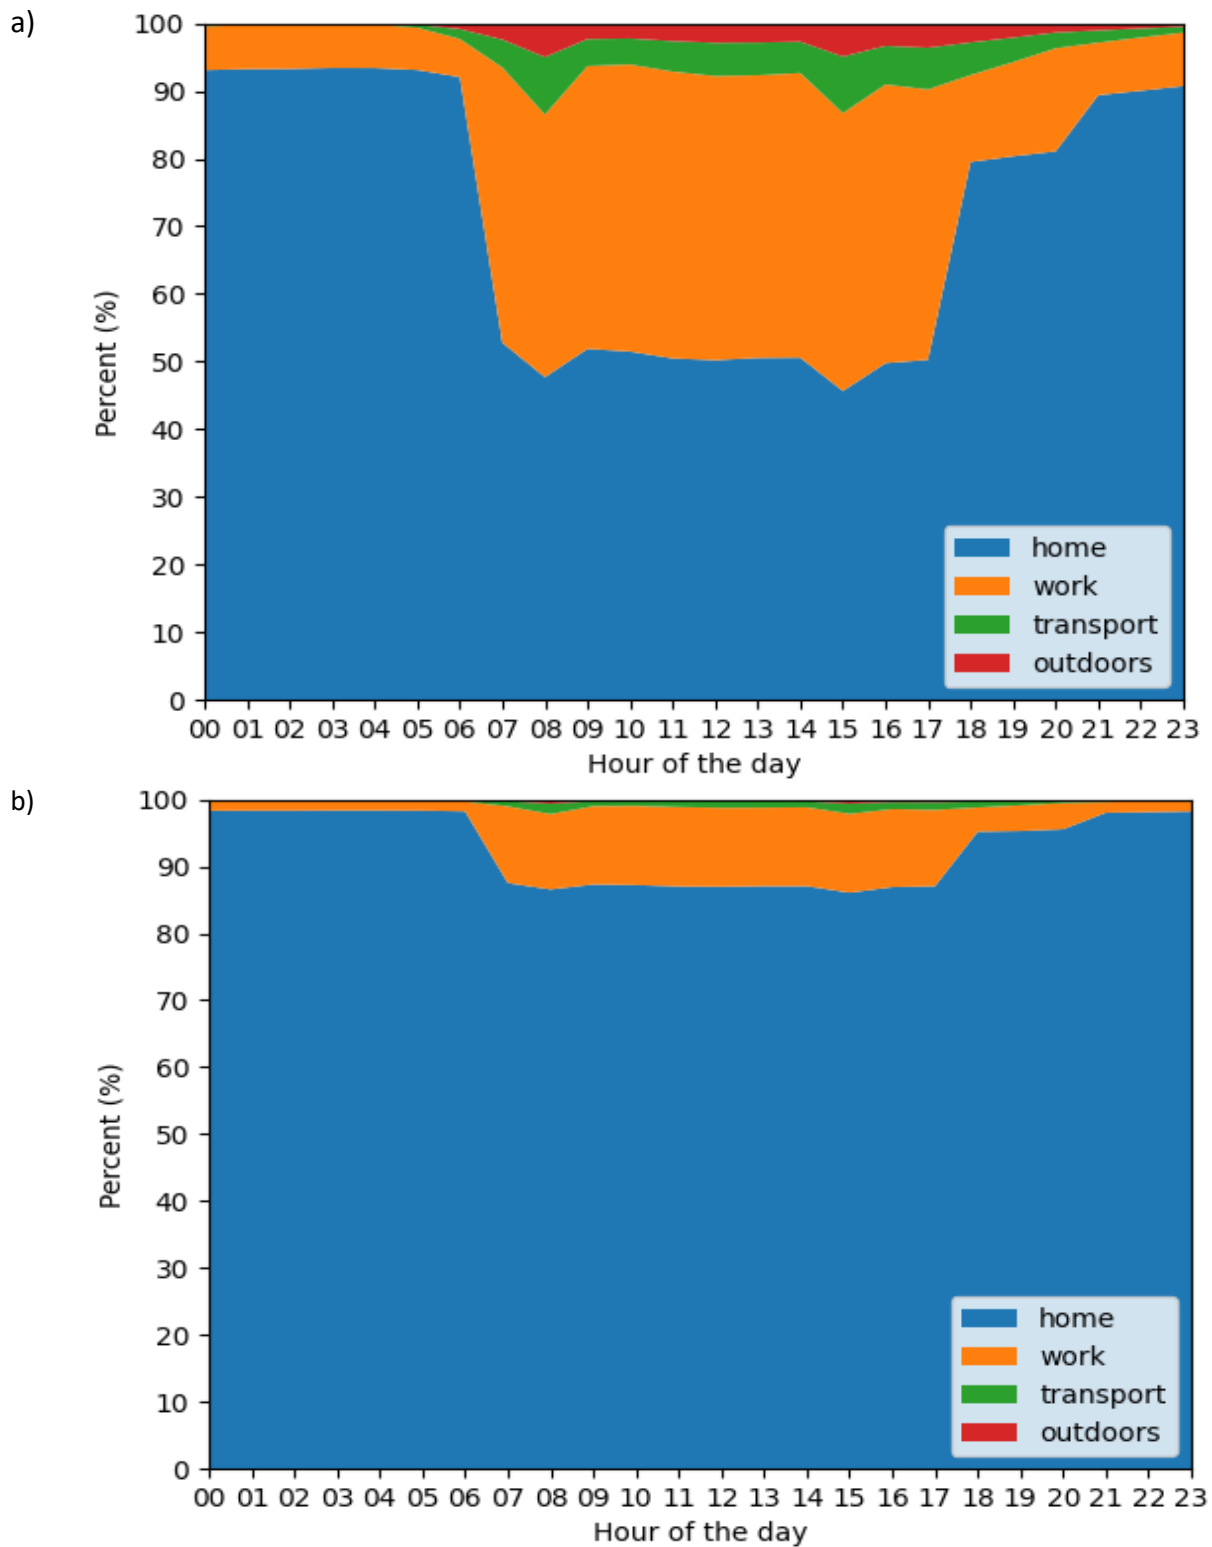 a)
100
90
80
70
60
50
40
30
20
10
0
Percent (%)
home
work
transport
outdoors
00 01 02 03 04 05 06 07 08 09 10 11 12 13 14 15 16 17 18 19 20 21 22 23
Hour of the day
b)
100
90
80
70
60
50
40
30
20
10
0
Percent (%)
home
work
transport
outdoors
00 01 02 03 04 05 06 07 08 09 10 11 12 13 14 15 16 17 18 19 20 21 22 23
Hour of the day